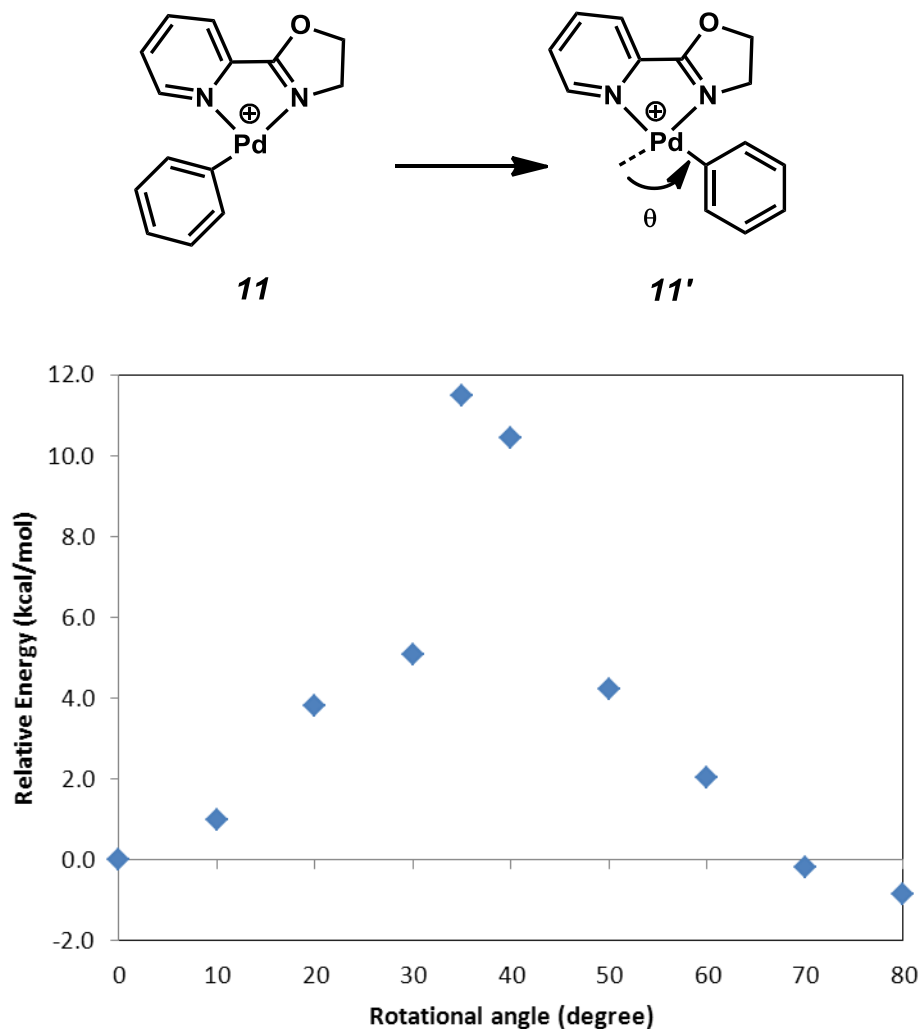 O O
N N N N
⊕ ⊕
Pd Pd
θ
11 11'
12.0
10.0
8.0
6.0
4.0
2.0
0.0
-2.0
Relative Energy (kcal/mol)
0 10 20 30 40 50 60 70 80
Rotational angle (degree)